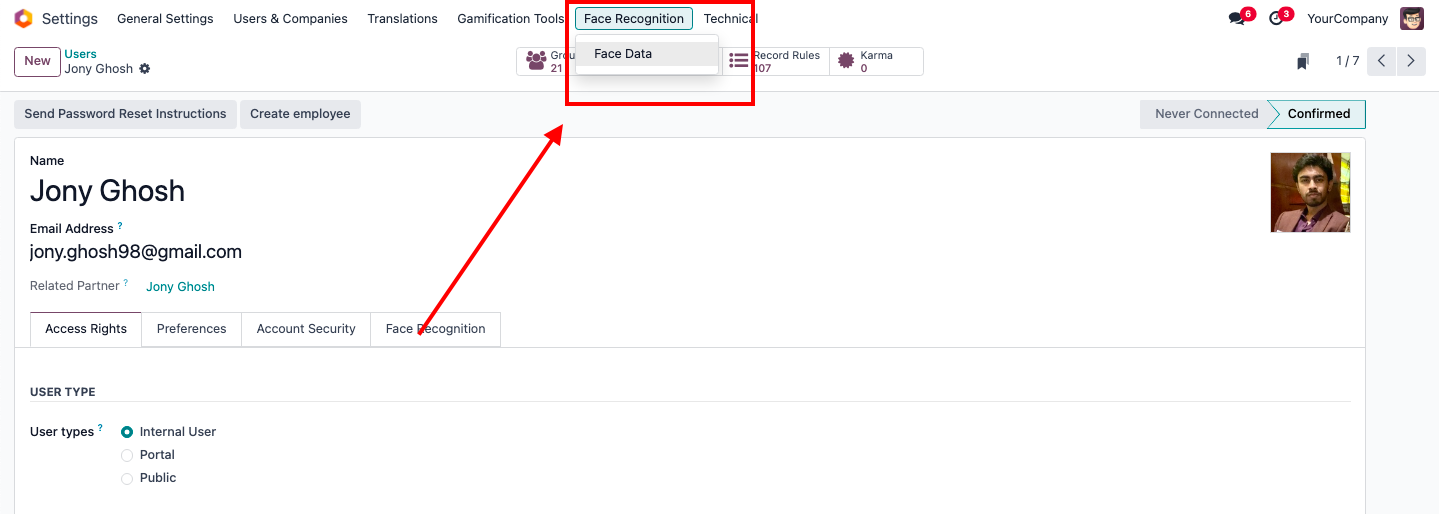 Settings General Settings Users & Companies Translations Gamification Tools Face Recognition Technical 6 3 YourCompany
Face Data
New Users
Jony Ghosh
21
Record Rules
107
Karma
0
1 / 7
Send Password Reset Instructions Create employee Never Connected Confirmed
Name
Jony Ghosh
Email Address ?
jony.ghosh98@gmail.com
Related Partner ? Jony Ghosh
Access Rights Preferences Account Security Face Recognition
USER TYPE
User types ? Internal User
Portal
Public